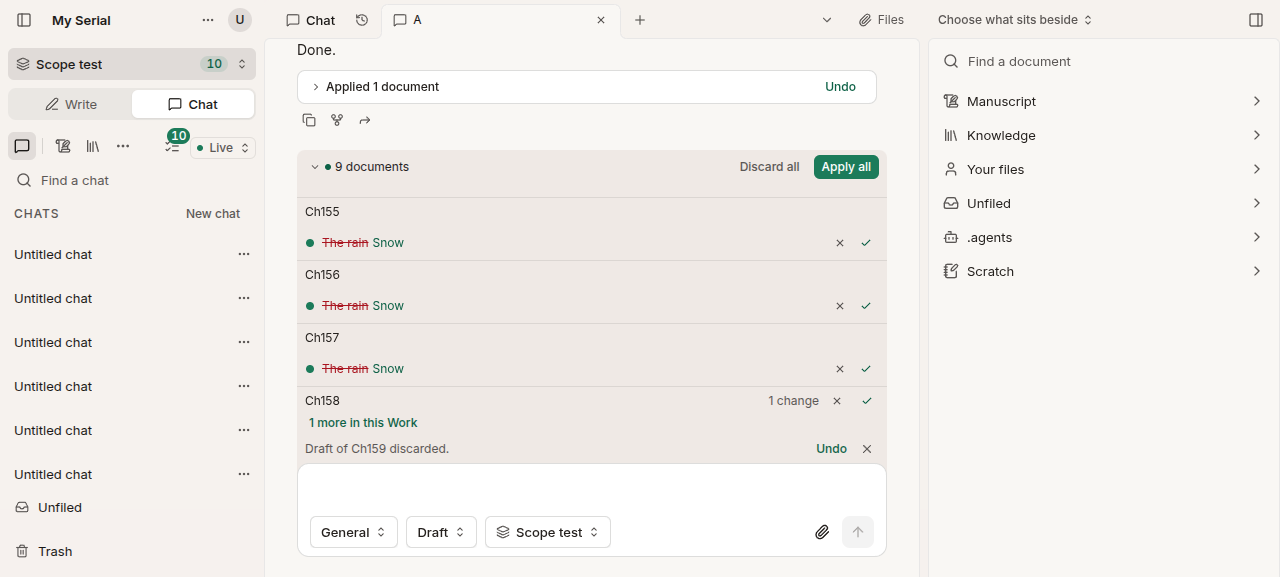 My Serial
U
Scope test
10
Write
Chat
10
Live
Find a chat
CHATS
New chat
Untitled chat
Untitled chat
Untitled chat
Untitled chat
Untitled chat
Untitled chat
Unfiled
Trash
Chat
A
Files
Done.
Applied 1 document
Undo
9 documents
Discard all
Apply all
Ch155
The rain Snow
Ch156
The rain Snow
Ch157
The rain Snow
Ch158
1 change
1 more in this Work
Draft of Ch159 discarded.
Undo
General
Draft
Scope test
Choose what sits beside
Find a document
Manuscript
Knowledge
Your files
Unfiled
.agents
Scratch